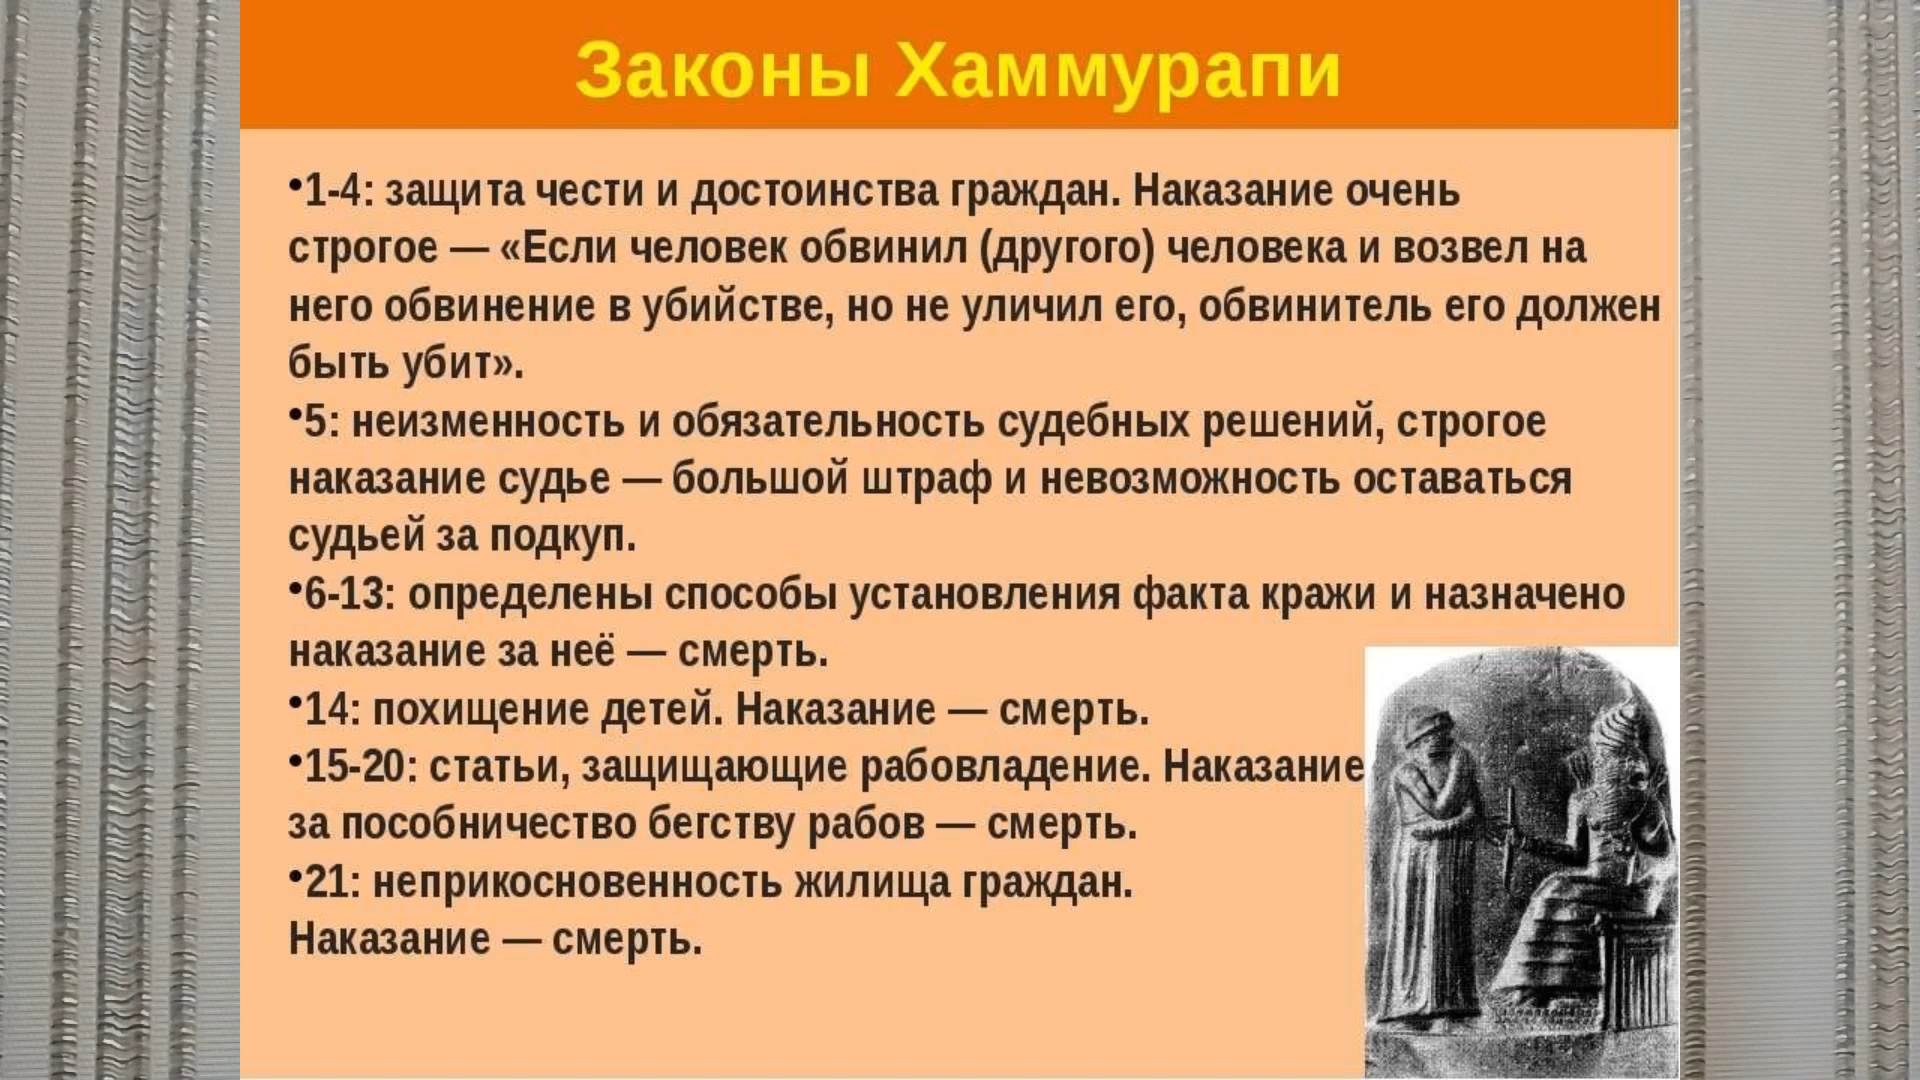 Законы Хаммурапи
•1-4: защита чести и достоинства граждан. Наказание очень
строгое — «Если человек обвинил (другого) человека и возвел на
него обвинение в убийстве, но не уличил его, обвинитель его должен
быть убит».
•5: неизменность и обязательность судебных решений, строгое
наказание судье — большой штраф и невозможность оставаться
судьей за подкуп.
•6-13: определены способы установления факта кражи и назначено
наказание за неё — смерть.
•14: похищение детей. Наказание — смерть.
•15-20: статьи, защищающие рабовладение. Наказание
за пособничество бегству рабов — смерть.
•21: неприкосновенность жилища граждан.
Наказание — смерть.